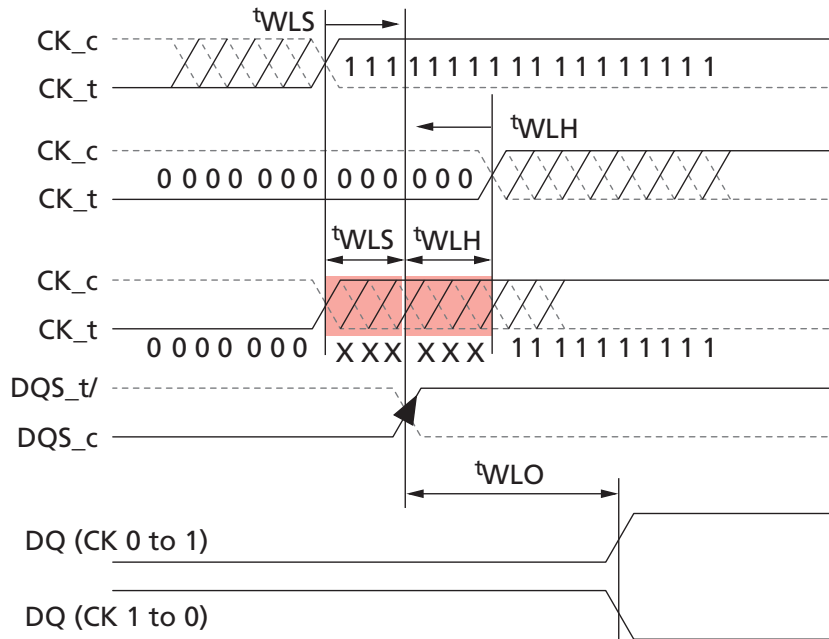 tWLS
CK_c
1 1 1 1 1 1 1 1 1 1 1 1 1 1 1 1 1
CK_t
tWLH
CK_c
0 0 0 0 0 0 0 0 0 0 0 0 0
CK_t
tWLS tWLH
CK_c
CK_t
0 0 0 0 0 0 0 X X X X X X 1 1 1 1 1 1 1 1 1
DQS_t/
DQS_c
tWLO
DQ (CK 0 to 1)
DQ (CK 1 to 0)